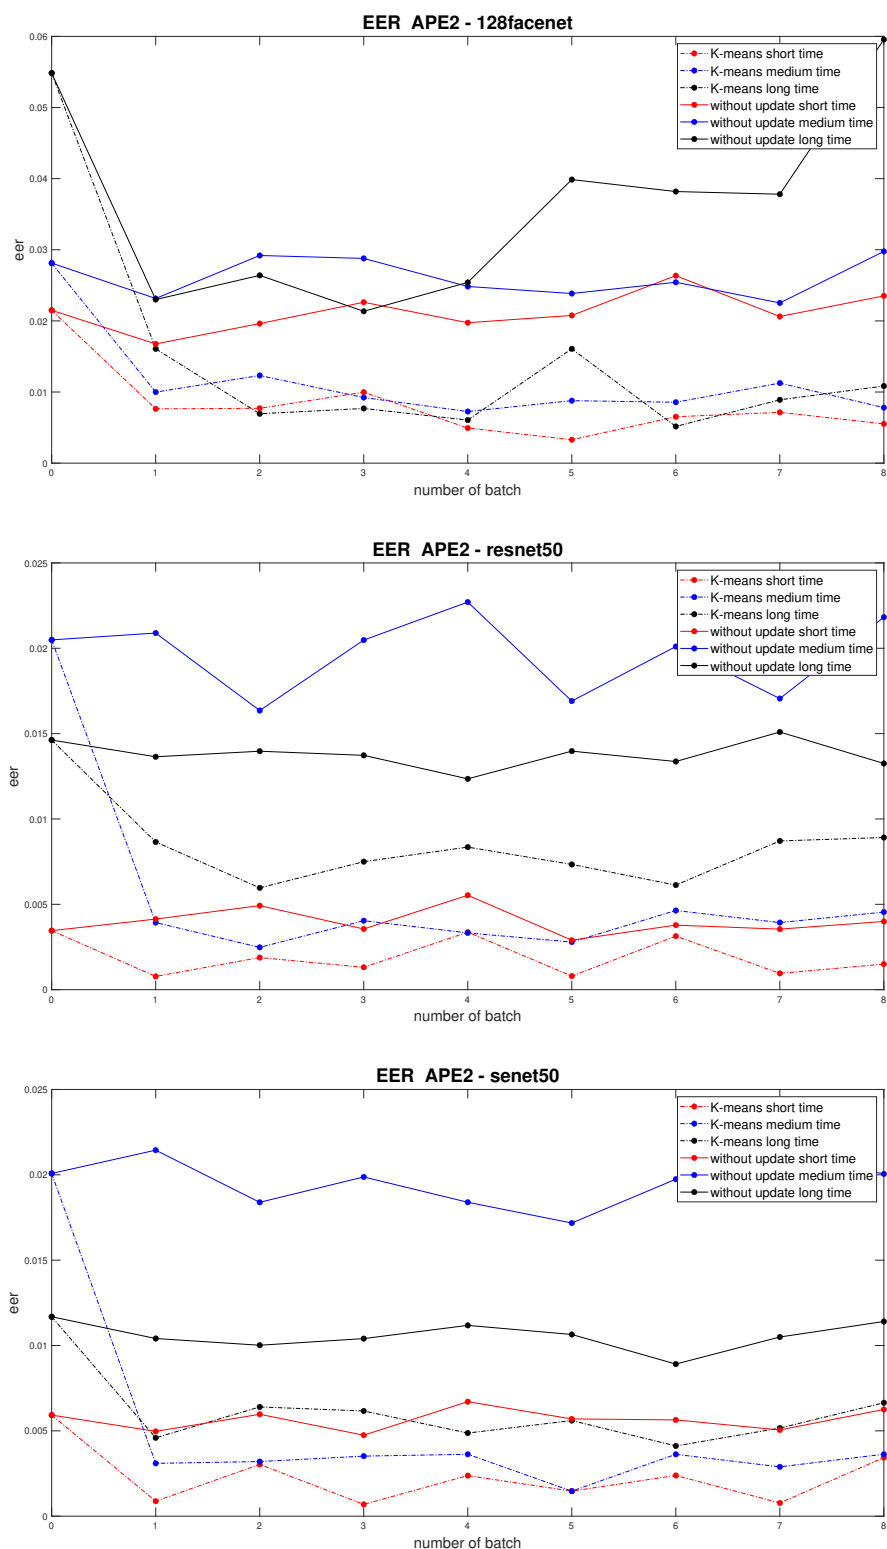 EER  APE2 - 128facenet
0.06
0.05
0.04
0.03
0.02
0.01
0
eer
K-means short time
K-means medium time
K-means long time
without update short time
without update medium time
without update long time
0 1 2 3 4 5 6 7 8
number of batch
EER  APE2 - resnet50
0.025
0.02
0.015
0.01
0.005
0
eer
K-means short time
K-means medium time
K-means long time
without update short time
without update medium time
without update long time
0 1 2 3 4 5 6 7 8
number of batch
EER  APE2 - senet50
0.025
0.02
0.015
0.01
0.005
0
eer
K-means short time
K-means medium time
K-means long time
without update short time
without update medium time
without update long time
0 1 2 3 4 5 6 7 8
number of batch